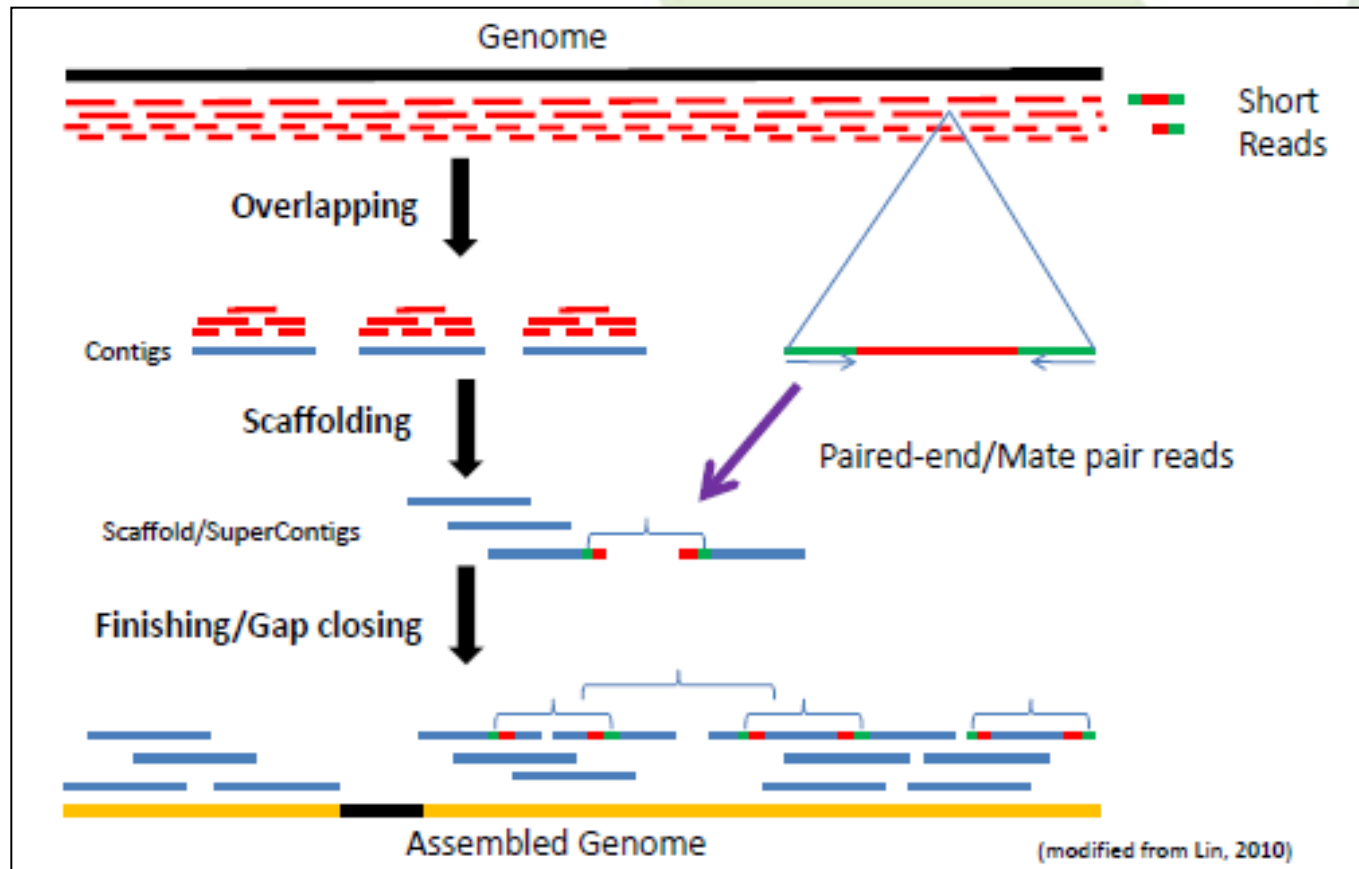 Genome
Short
Reads
Overlapping
Contigs
Scaffolding
Paired-end/Mate pair reads
Scaffold/SuperContigs
Finishing/Gap closing
Assembled Genome
(modified from Lin, 2010)